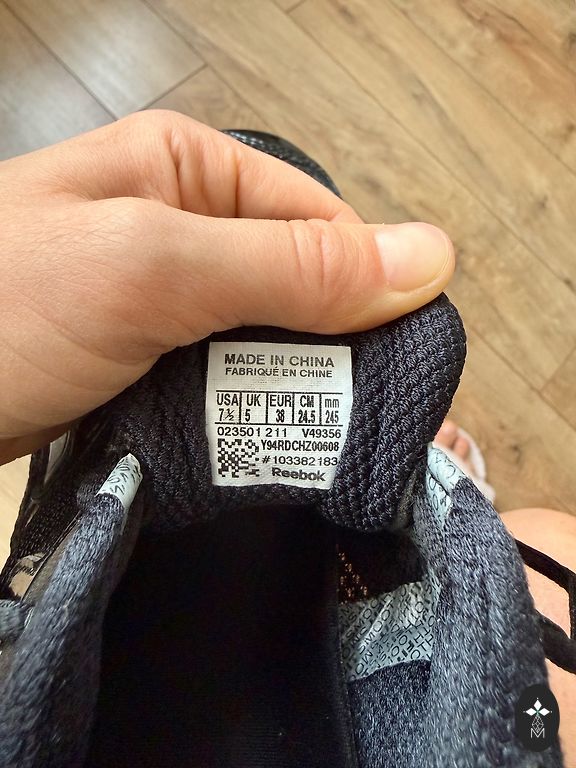 MADE IN CHINA
FABRIQUÉ EN CHINE
USA UK EUR CM mm
7½ 5 38 24.5 245
023501 211 V49356
Y94RDCHZ00608
#103382183
Reebok